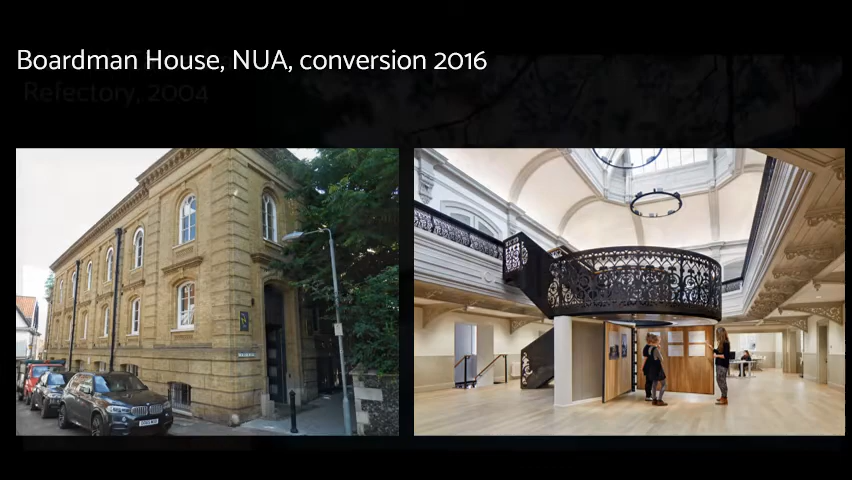 Boardman House, NUA, conversion 2016
Refectory, 2004